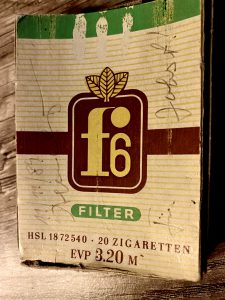 f6
FILTER
HSL 1872540 · 20 ZIGARETTEN
EVP 3.20 M